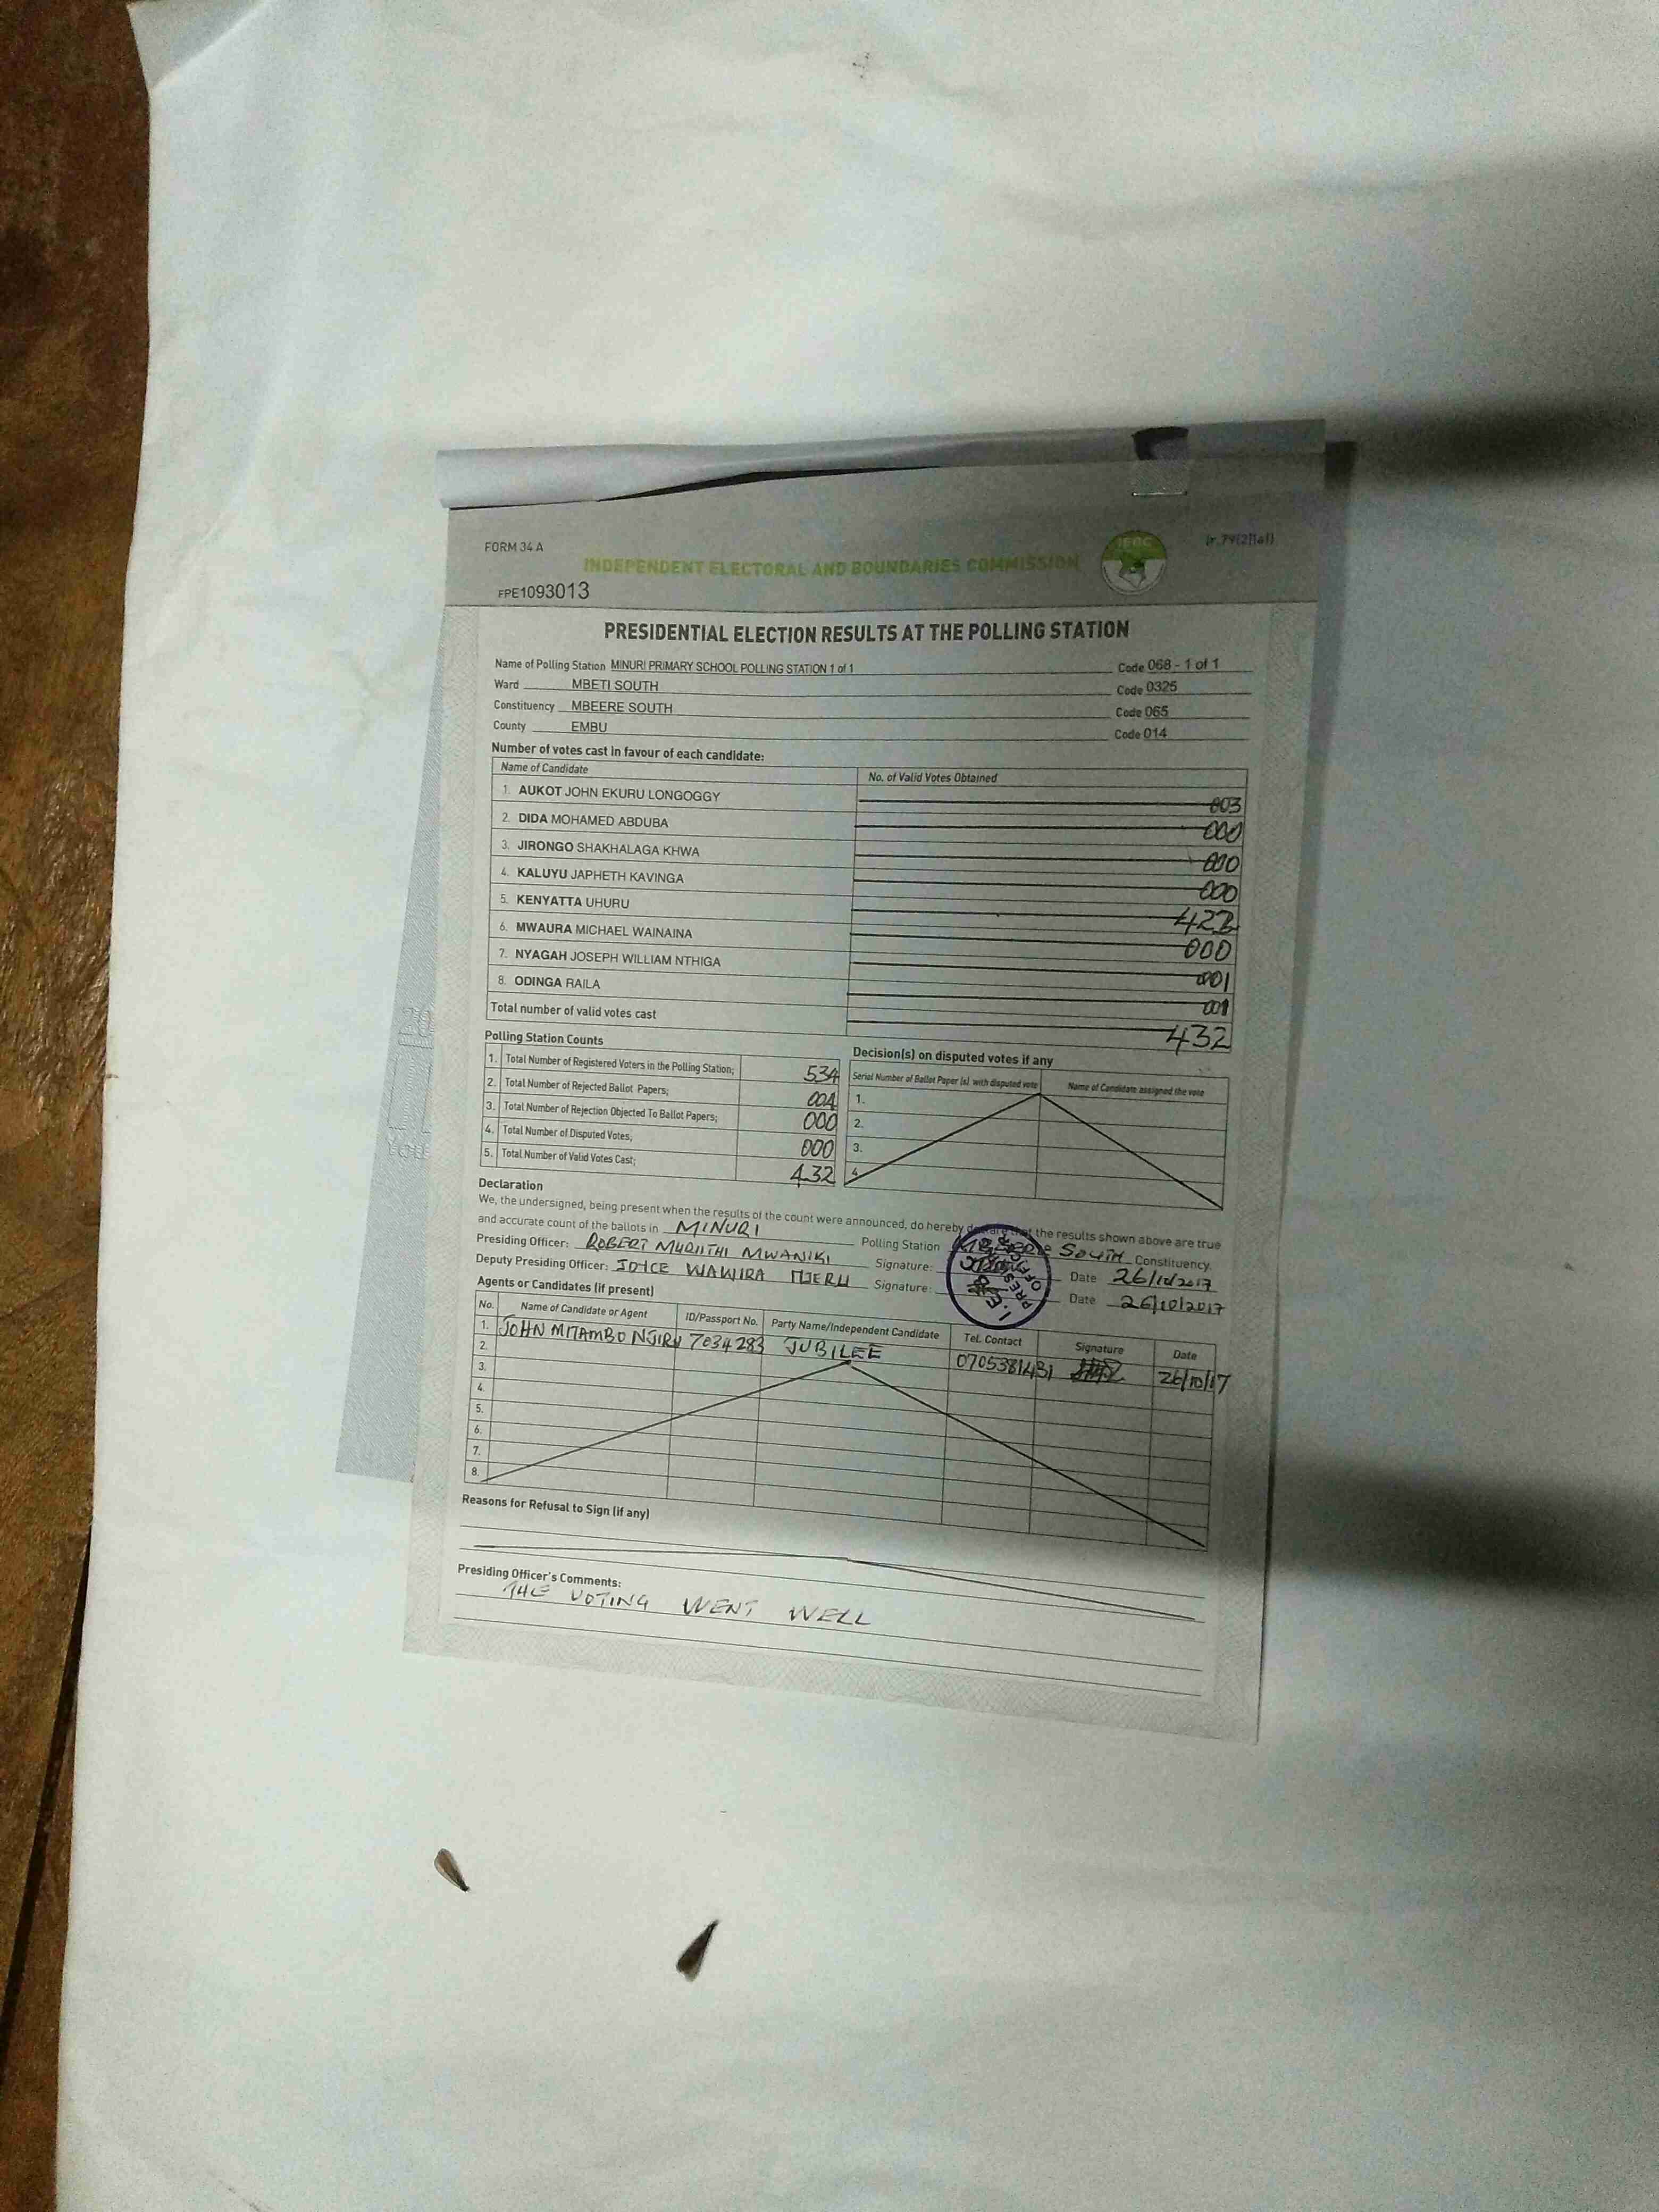 FORM 34 A
(r.79(2)(a))
INDEPENDENT ELECTORAL AND BOUNDARIES COMMISSION
IEBC
FPE1093013
PRESIDENTIAL ELECTION RESULTS AT THE POLLING STATION
Name of Polling Station MINURI PRIMARY SCHOOL POLLING STATION 1 of 1 Code 068 - 1 of 1
Ward MBETI SOUTH Code 0325
Constituency MBEERE SOUTH Code 065
County EMBU Code 014
Number of votes cast in favour of each candidate:
Name of Candidate No. of Valid Votes Obtained
1. AUKOT JOHN EKURU LONGOGGY 003
2. DIDA MOHAMED ABDUBA 000
3. JIRONGO SHAKHALAGA KHWA
4. KALUYU JAPHETH KAVINGA 000
5. KENYATTA UHURU
6. MWAURA MICHAEL WAINAINA 000
7. NYAGAH JOSEPH WILLIAM NTHIGA 001
8. ODINGA RAILA
Total number of valid votes cast 432
Polling Station Counts
1. Total Number of Registered Voters in the Polling Station; 534
2. Total Number of Rejected Ballot Papers; 004
3. Total Number of Rejection Objected To Ballot Papers; 000
4. Total Number of Disputed Votes; 000
5. Total Number of Valid Votes Cast; 432
Decision(s) on disputed votes if any
Serial Number of Ballot Paper (s) with disputed vote Name of Candidate assigned the vote
1.
2.
3.
4.
Declaration
We, the undersigned, being present when the results of the count were announced, do hereby declare that the results shown above are true
and accurate count of the ballots in MINURI Polling Station MBEERE SOUTH Constituency.
Presiding Officer: ROBERT MURIITHI MWANIKI Signature: Date 26/10/2017
Deputy Presiding Officer: JOYCE WAWIRA NJERU Signature: Date 26/10/2017
Agents or Candidates (if present)
No. Name of Candidate or Agent ID/Passport No. Party Name/Independent Candidate Tel. Contact Signature Date
1. JOHN MITAMBO NJIRU 7034283 JUBILEE 0705381431 26/10/17
2.
3.
4.
5.
6.
7.
8.
Reasons for Refusal to Sign (if any)
Presiding Officer's Comments:
THE VOTING WENT WELL